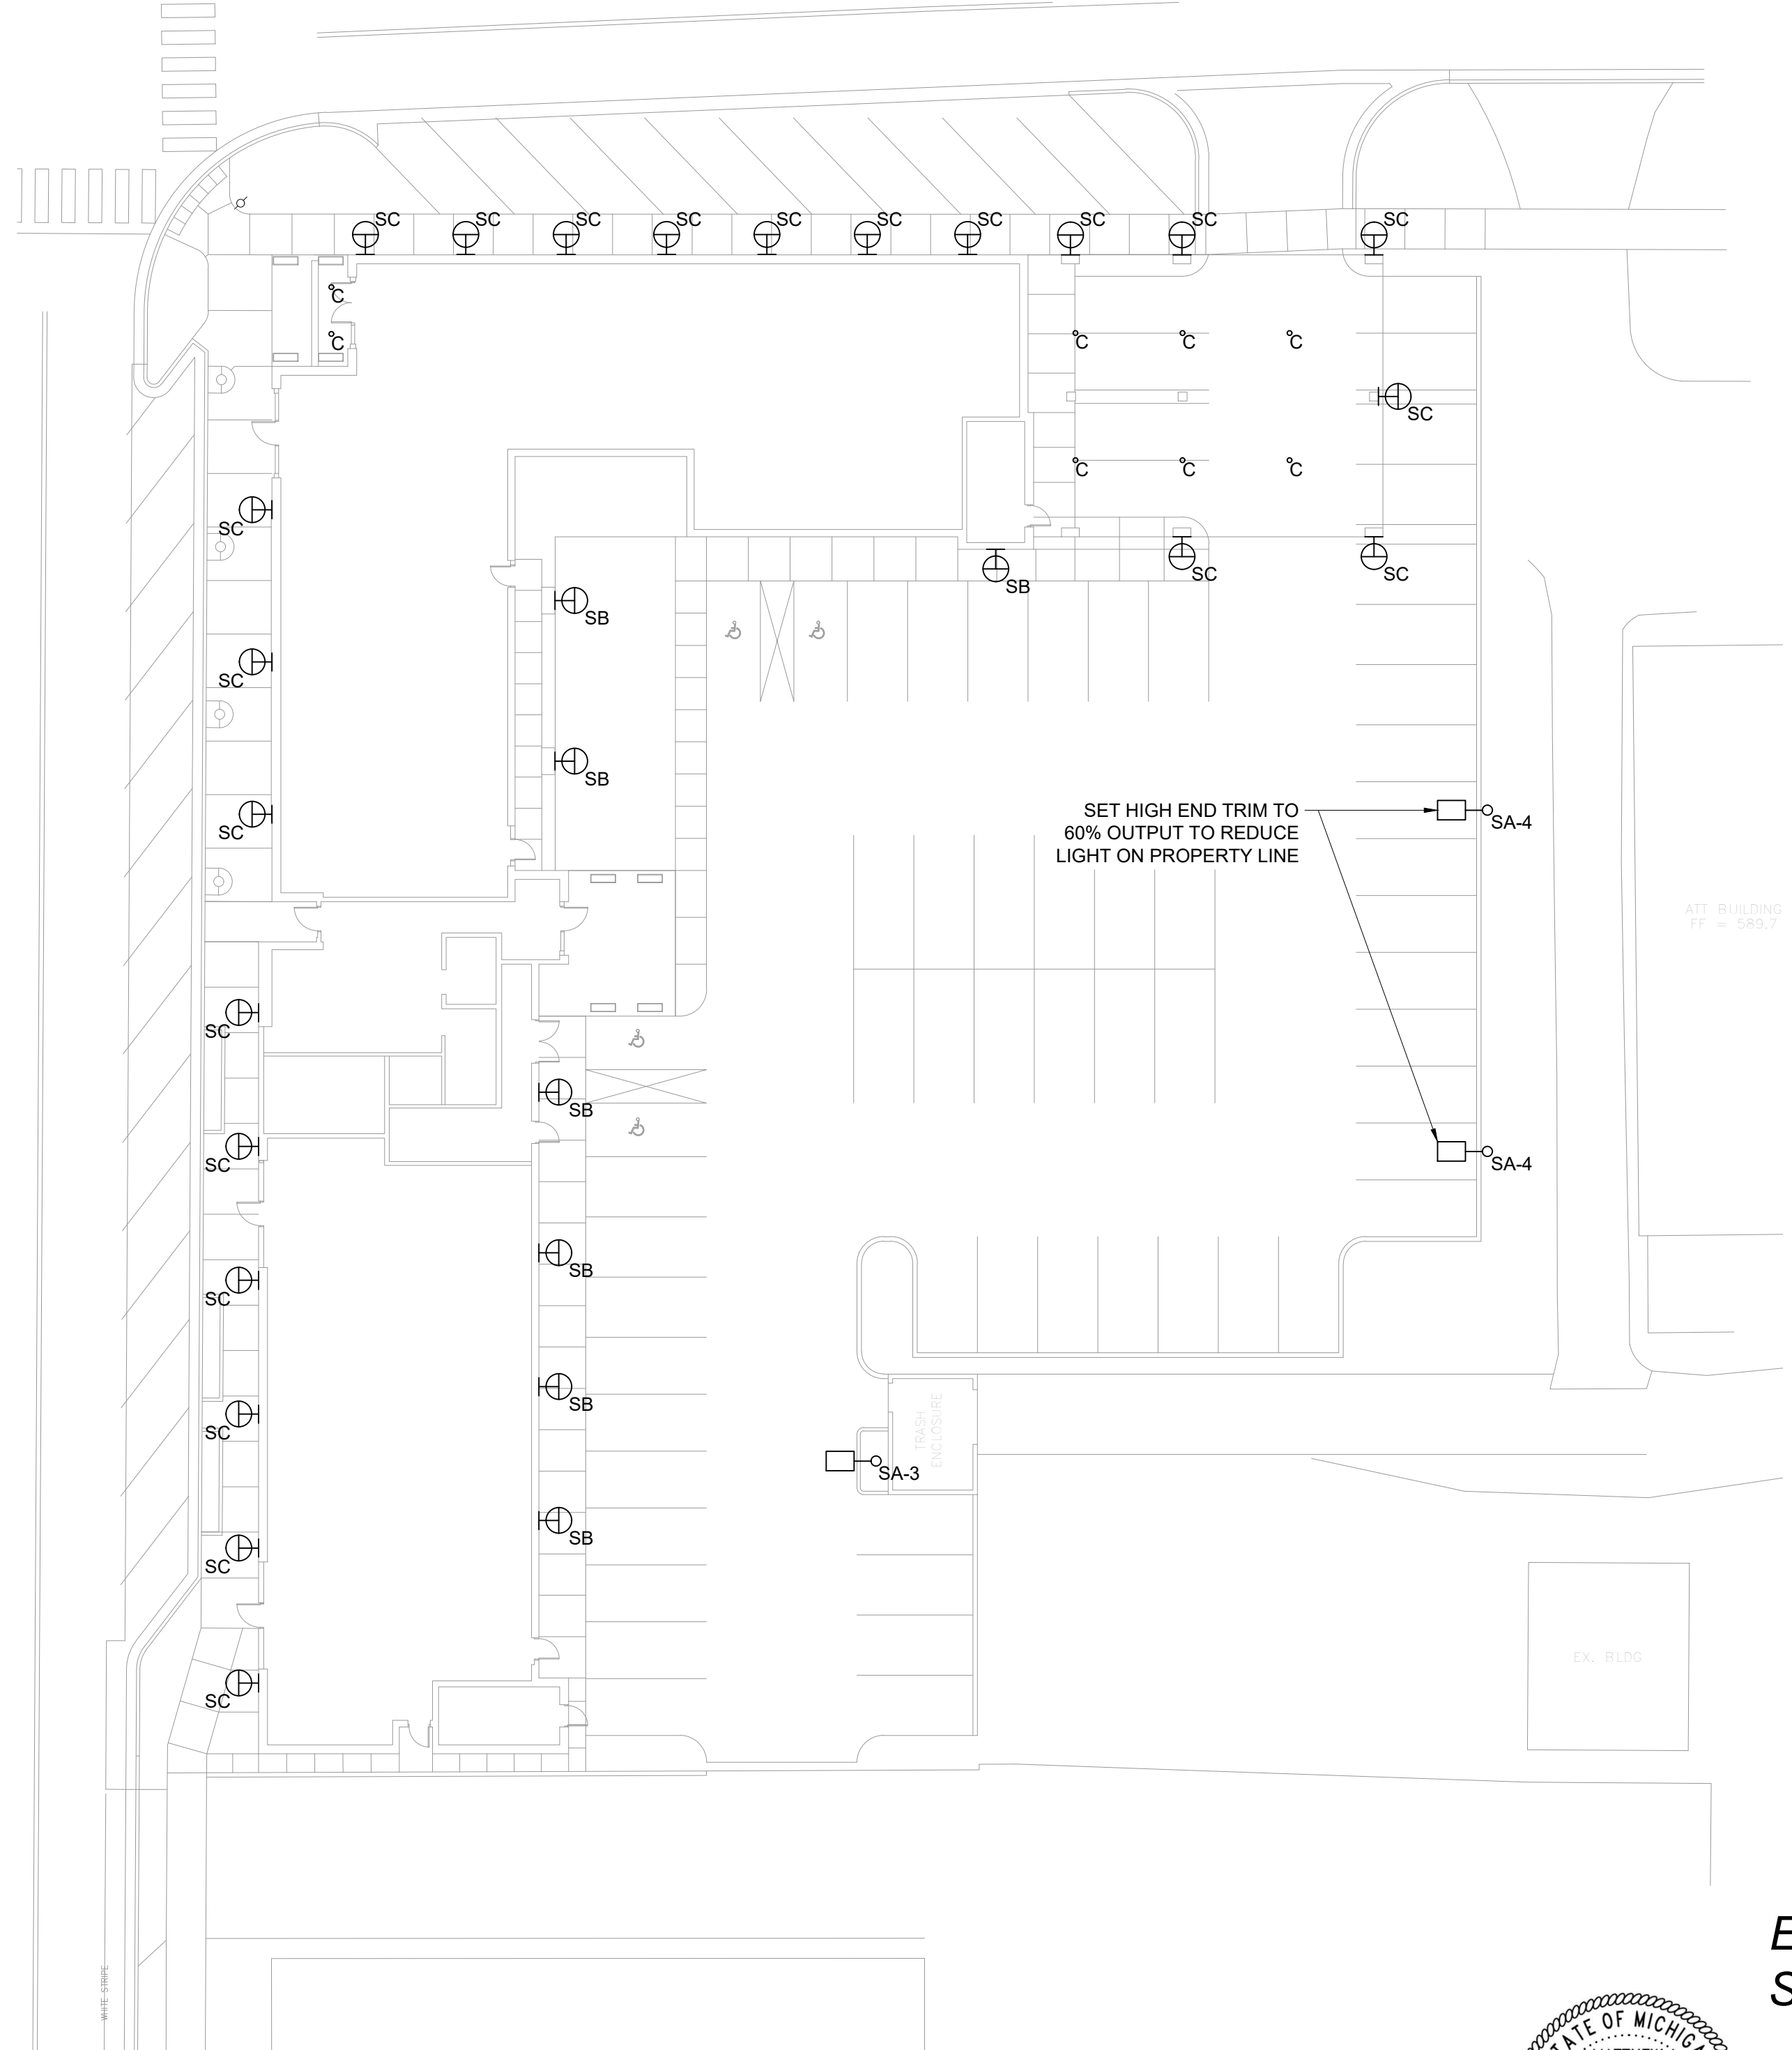 SC SC SC SC SC SC SC SC SC SC
C
C C C C
SC
C C C
SC
SB SC SC
SB
SC
SB
SET HIGH END TRIM TO
60% OUTPUT TO REDUCE
LIGHT ON PROPERTY LINE
SA-4
SC
ATT BUILDING
FF = 589.7
SC
SB
SC
SA-4
SB
SC
SB
TRASH
ENCLOSURE
SC
SA-3
SB
SC
EX. BLDG
SC
WHITE STRIPE
E
S
STATE OF MICHIG